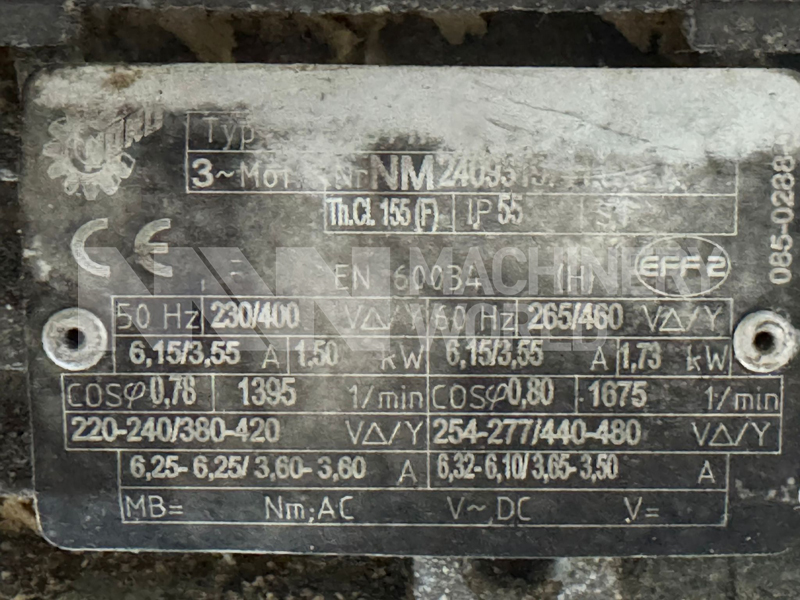 NORD
Typ
3~Mot. Nr NM
Th.Cl. 155 (F) IP 55
CE
EN 60034 (H) EFF2
085-0288
MACHINERY
WORLD
50 Hz 230/400 V△/Y 60 Hz 265/460 V△/Y
6,15/3,55 A 1,50 kW 6,15/3,55 A 1,73 kW
COSφ 0,78 1395 1/min COSφ 0,80 1675 1/min
220-240/380-420 V△/Y 254-277/440-480 V△/Y
6,25-6,25/3,60-3,60 A 6,32-6,10/3,65-3,50 A
MB= Nm;AC V~ DC V=